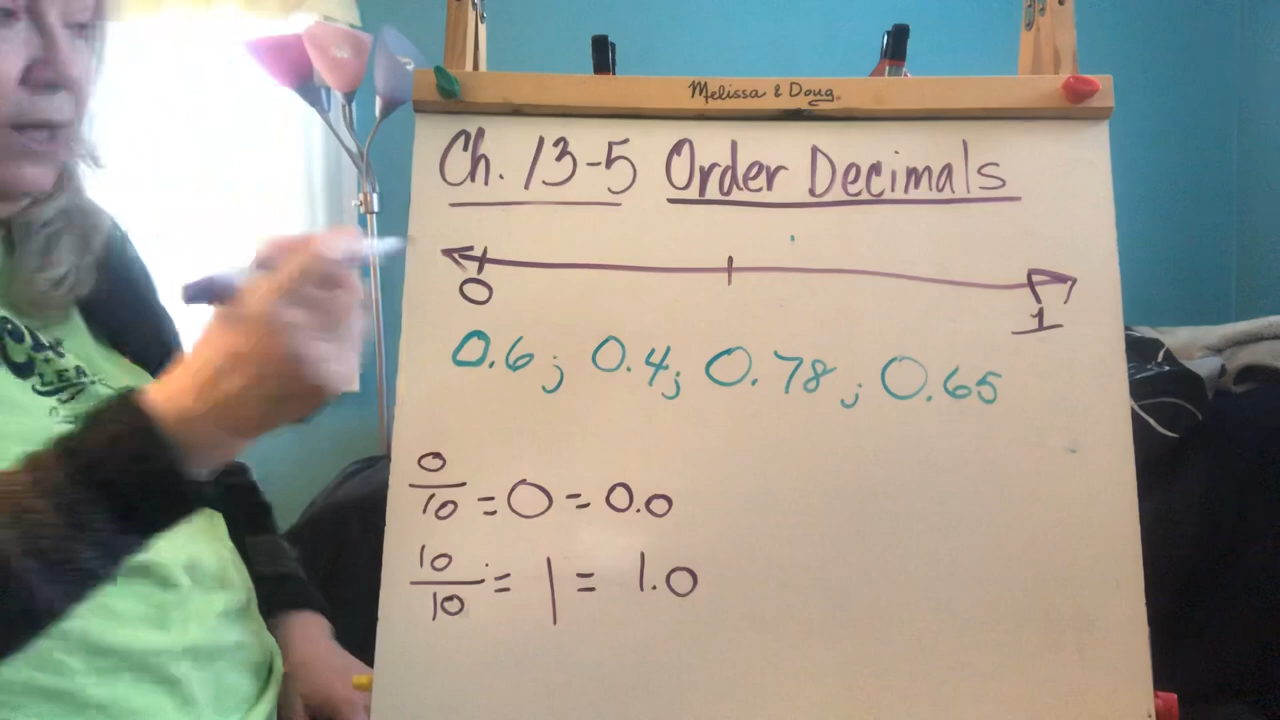 Melissa & Doug.
Ch. 13-5 Order Decimals
0 1
0.6; 0.4; 0.78; 0.65
0/10 = 0 = 0.0
10/10 = 1 = 1.0